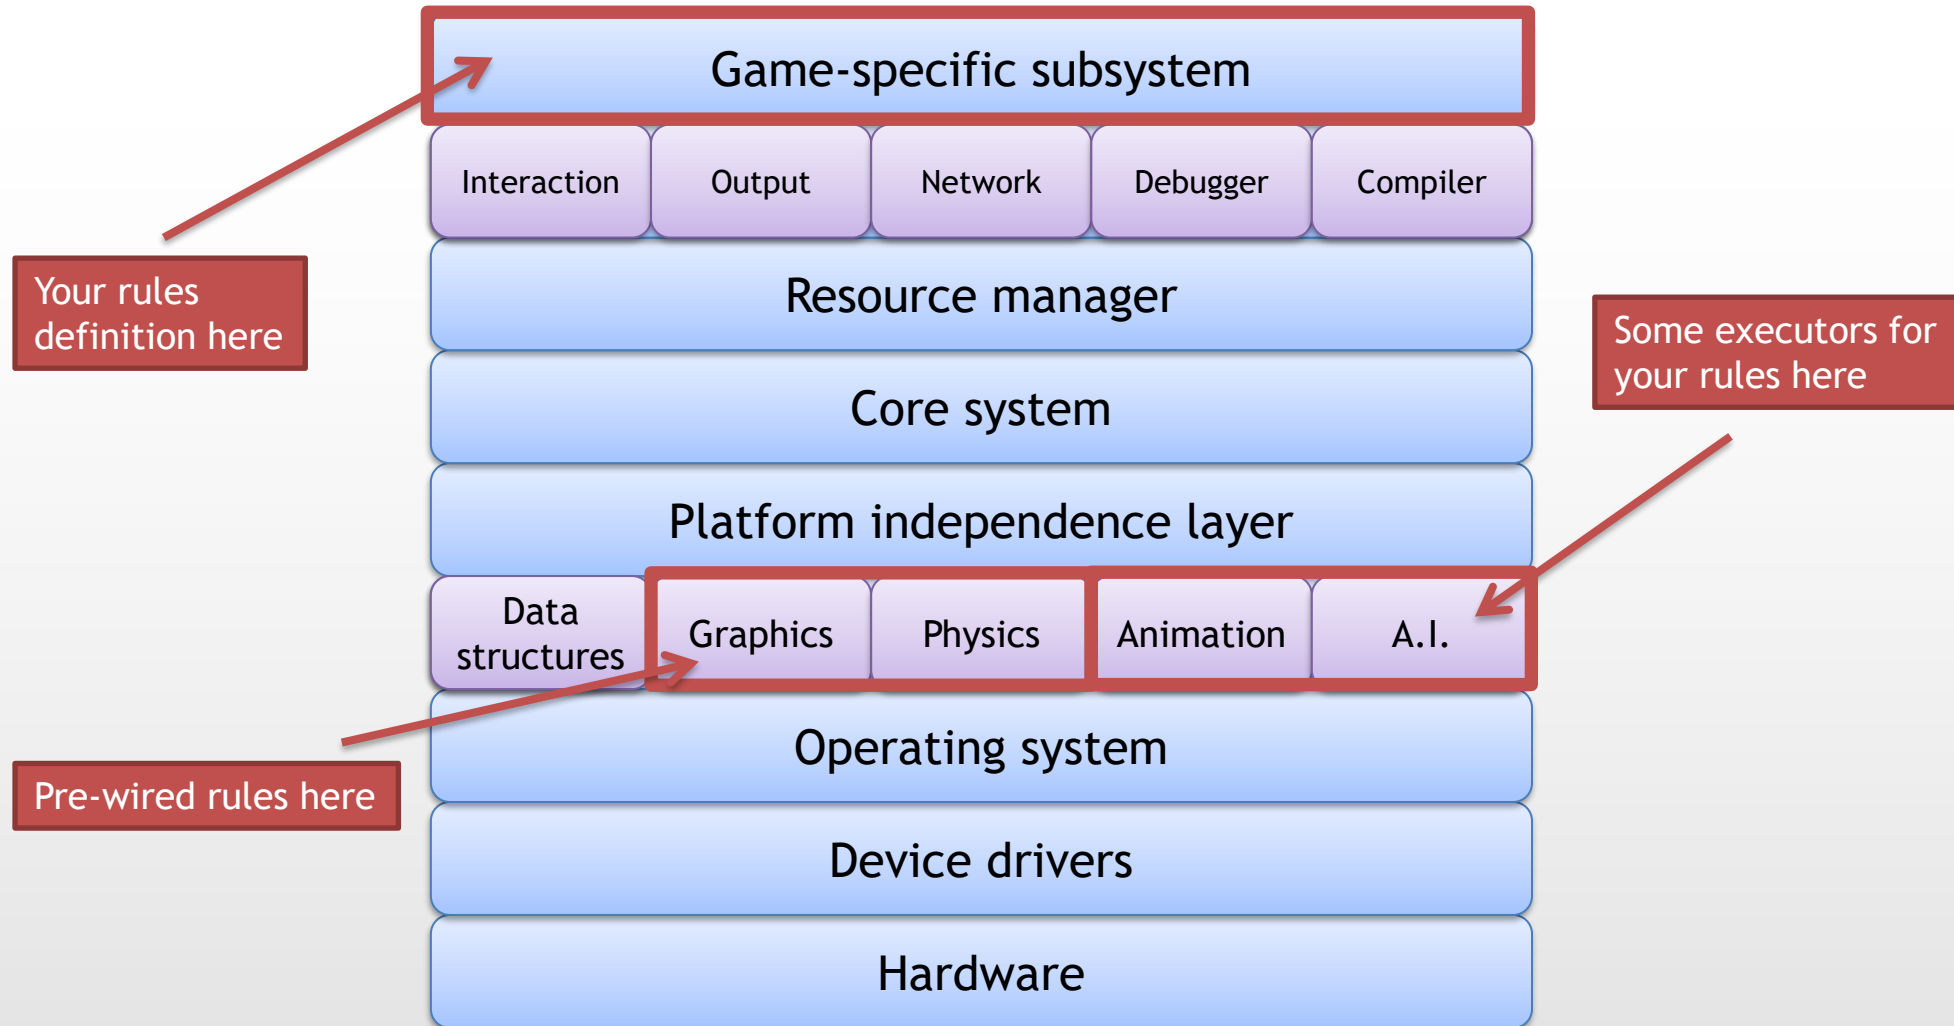 Game-specific subsystem
Interaction
Output
Network
Debugger
Compiler
Your rules
definition here
Resource manager
Some executors for
your rules here
Core system
Platform independence layer
Data
structures
Graphics
Physics
Animation
A.I.
Operating system
Pre-wired rules here
Device drivers
Hardware